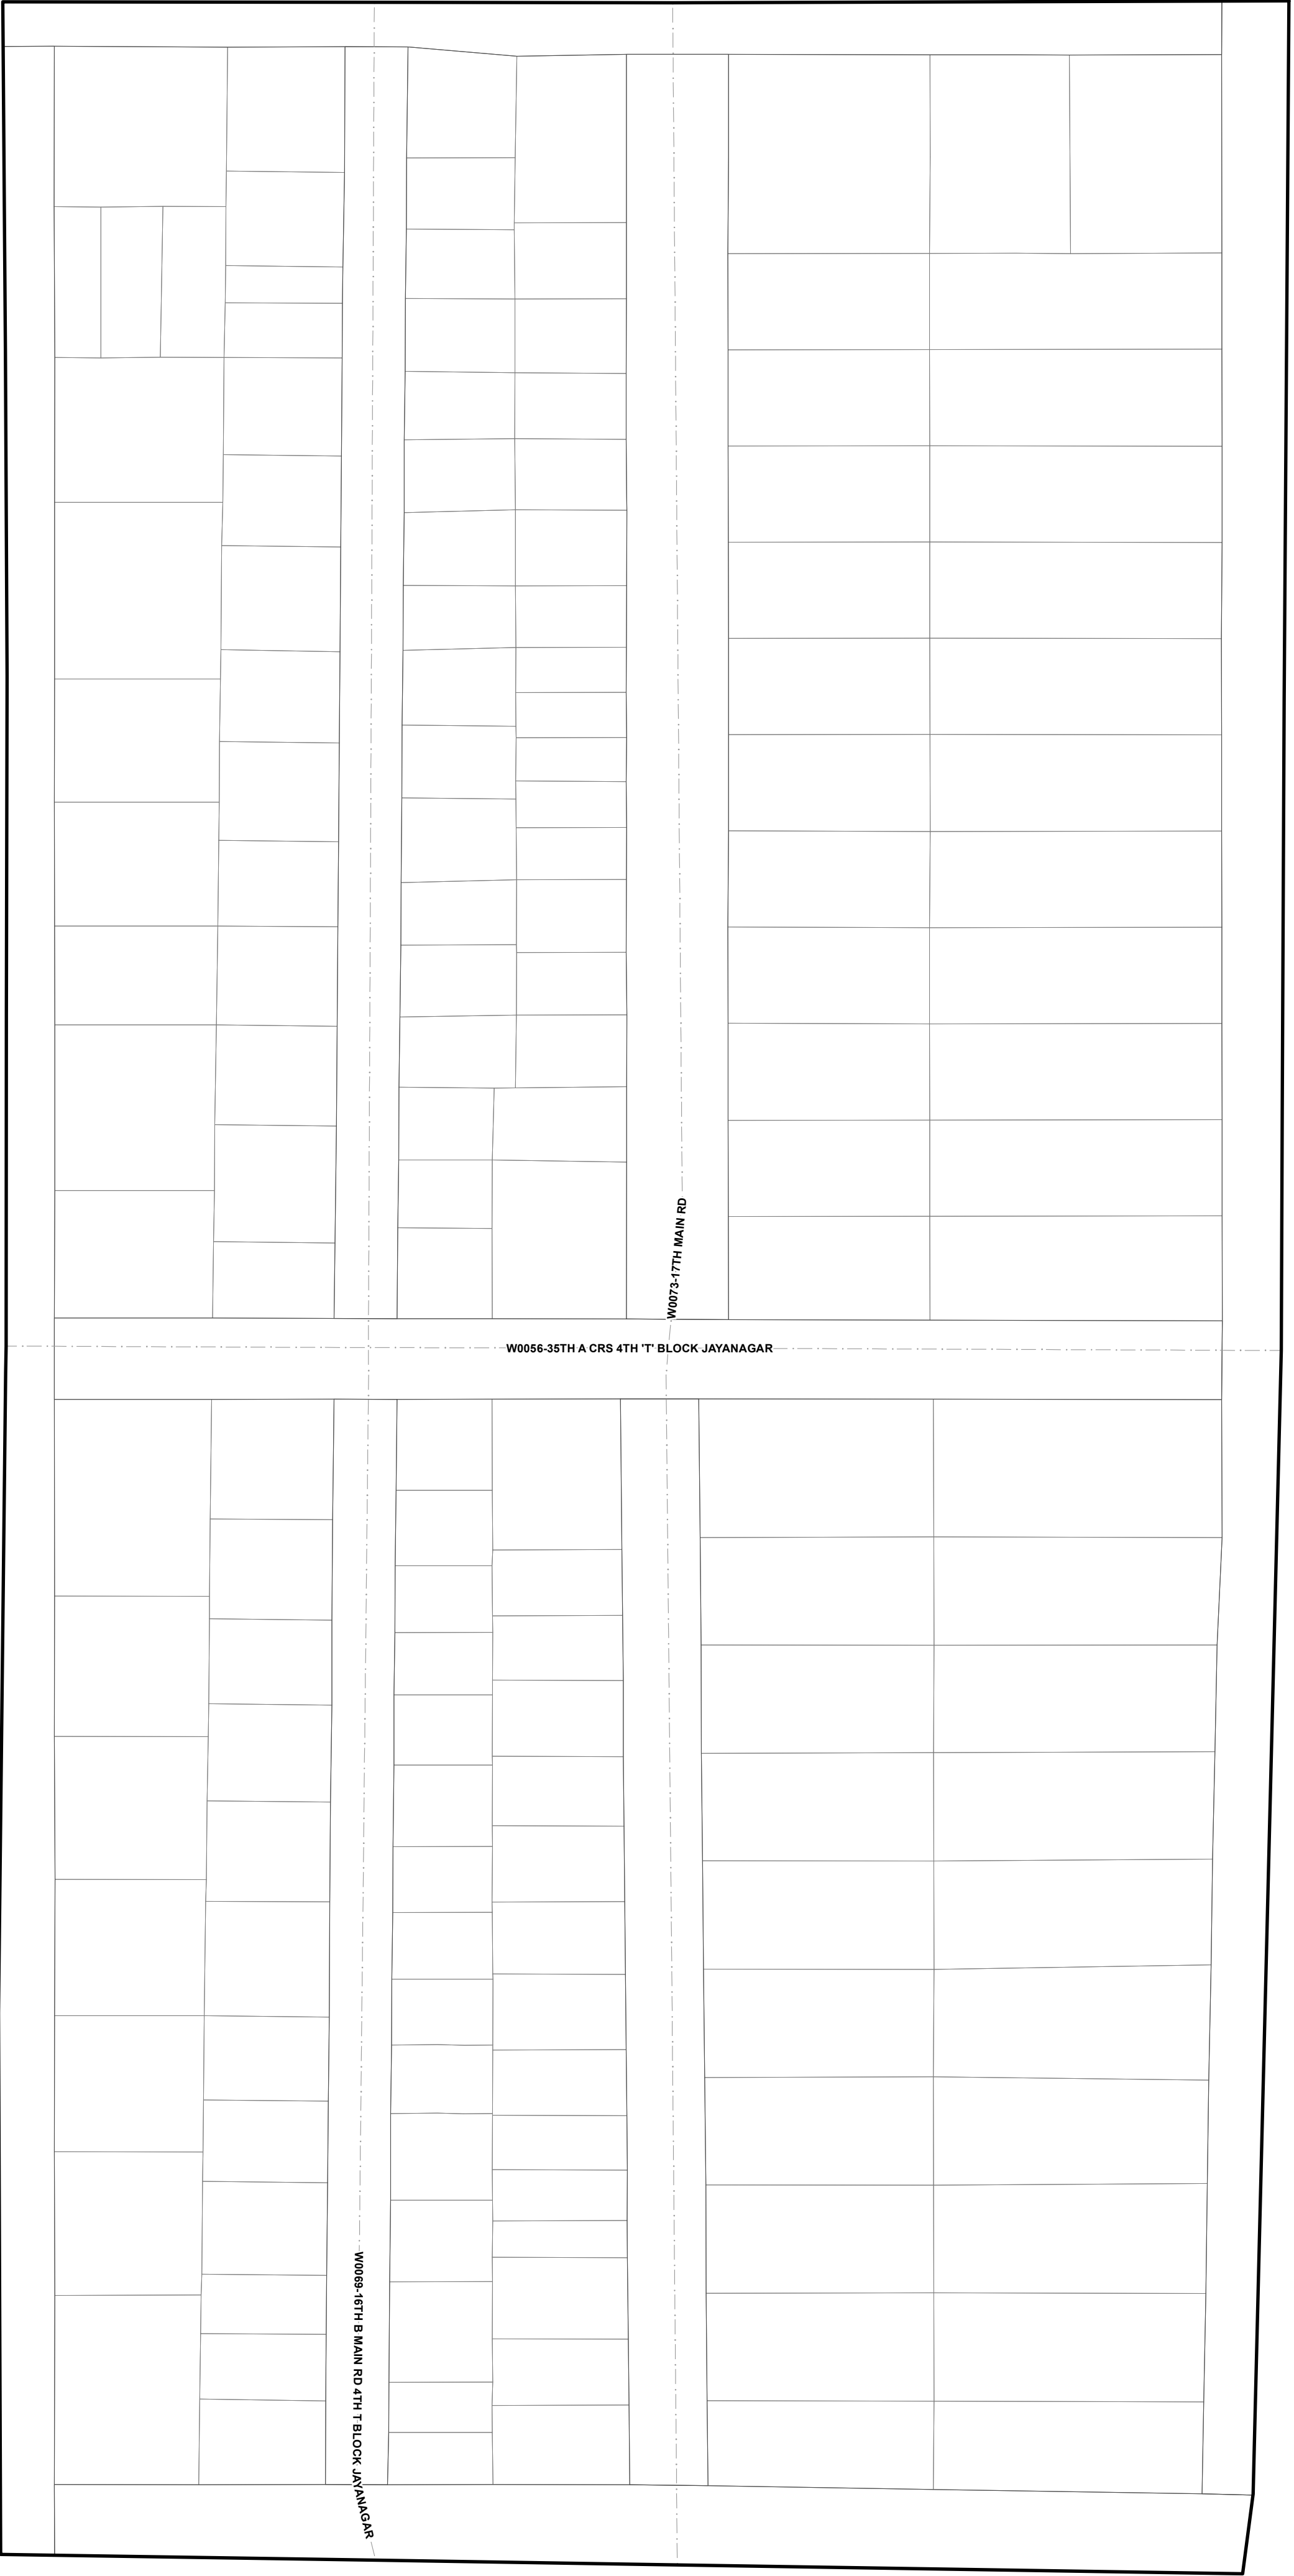 W0073-17TH MAIN RD
W0056-35TH A CRS 4TH 'T' BLOCK JAYANAGAR
W0069-16TH B MAIN RD 4TH T BLOCK JAYANAGAR